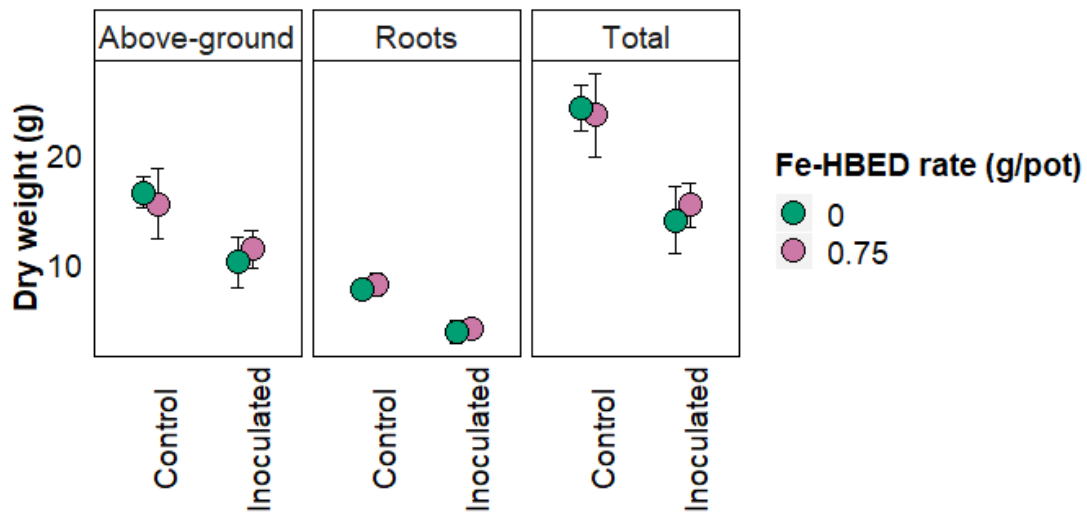 Above-ground
Roots
Total
Dry weight (g)
20
10
Control
Inoculated
Control
Inoculated
Control
Inoculated
Fe-HBED rate (g/pot)
0
0.75